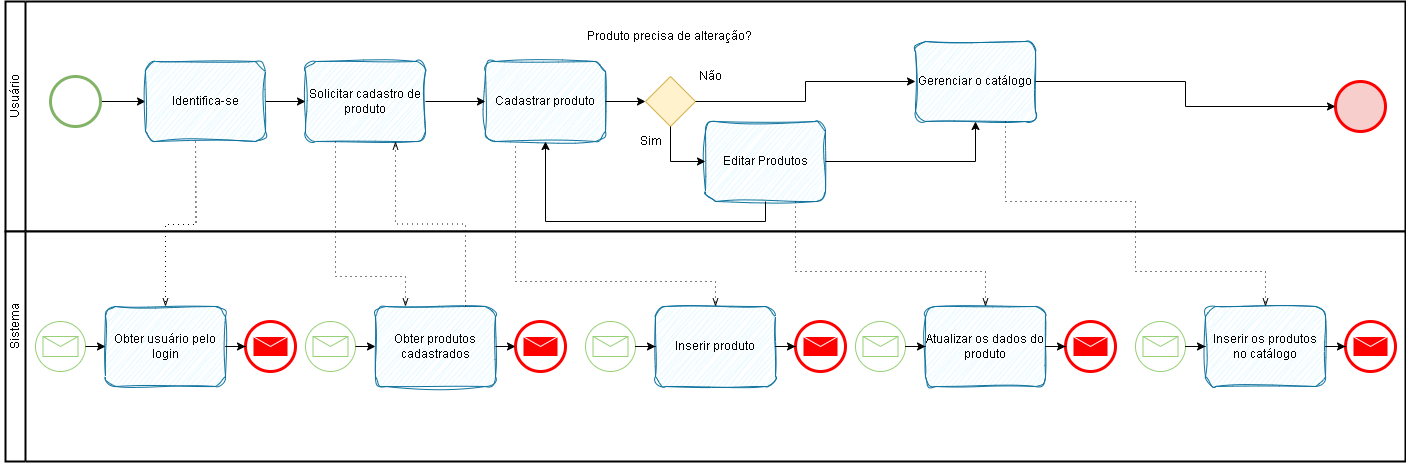 Usuário
Produto precisa de alteração?
Identifica-se
Solicitar cadastro de
produto
Cadastrar produto
Não
Sim
Editar Produtos
Gerenciar o catálogo
Sistema
Obter usuário pelo
login
Obter produtos
cadastrados
Inserir produto
Atualizar os dados do
produto
Inserir os produtos
no catálogo